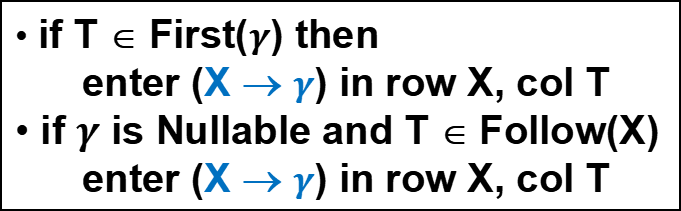 • if T ∈ First(γ) then
enter (X → γ) in row X, col T
• if γ is Nullable and T ∈ Follow(X)
enter (X → γ) in row X, col T